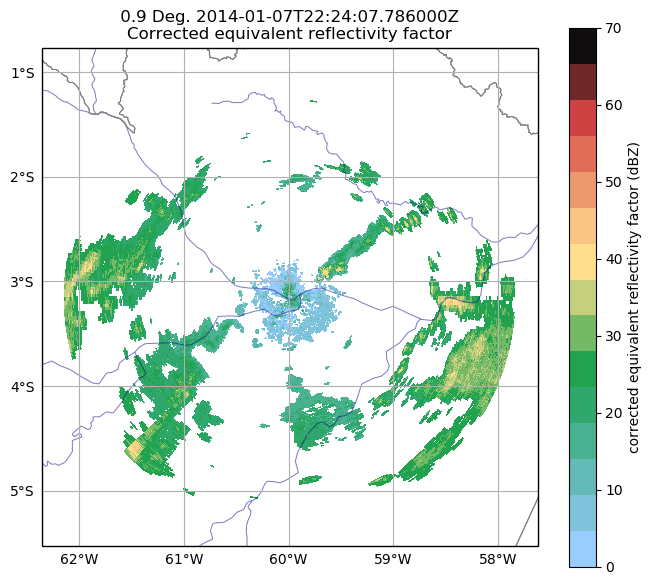 0.9 Deg. 2014-01-07T22:24:07.786000Z
Corrected equivalent reflectivity factor
1°S
2°S
3°S
4°S
5°S
62°W 61°W 60°W 59°W 58°W
70
60
50
40
30
20
10
0
corrected equivalent reflectivity factor (dBZ)